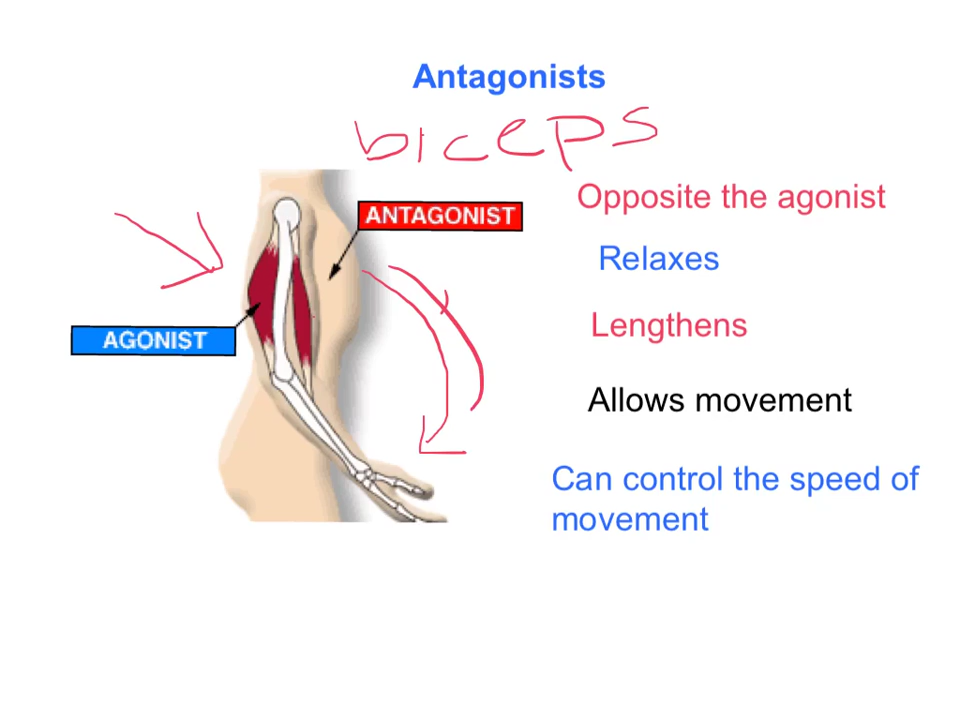 Antagonists
biceps
ANTAGONIST
AGONIST
Opposite the agonist
Relaxes
Lengthens
Allows movement
Can control the speed of
movement